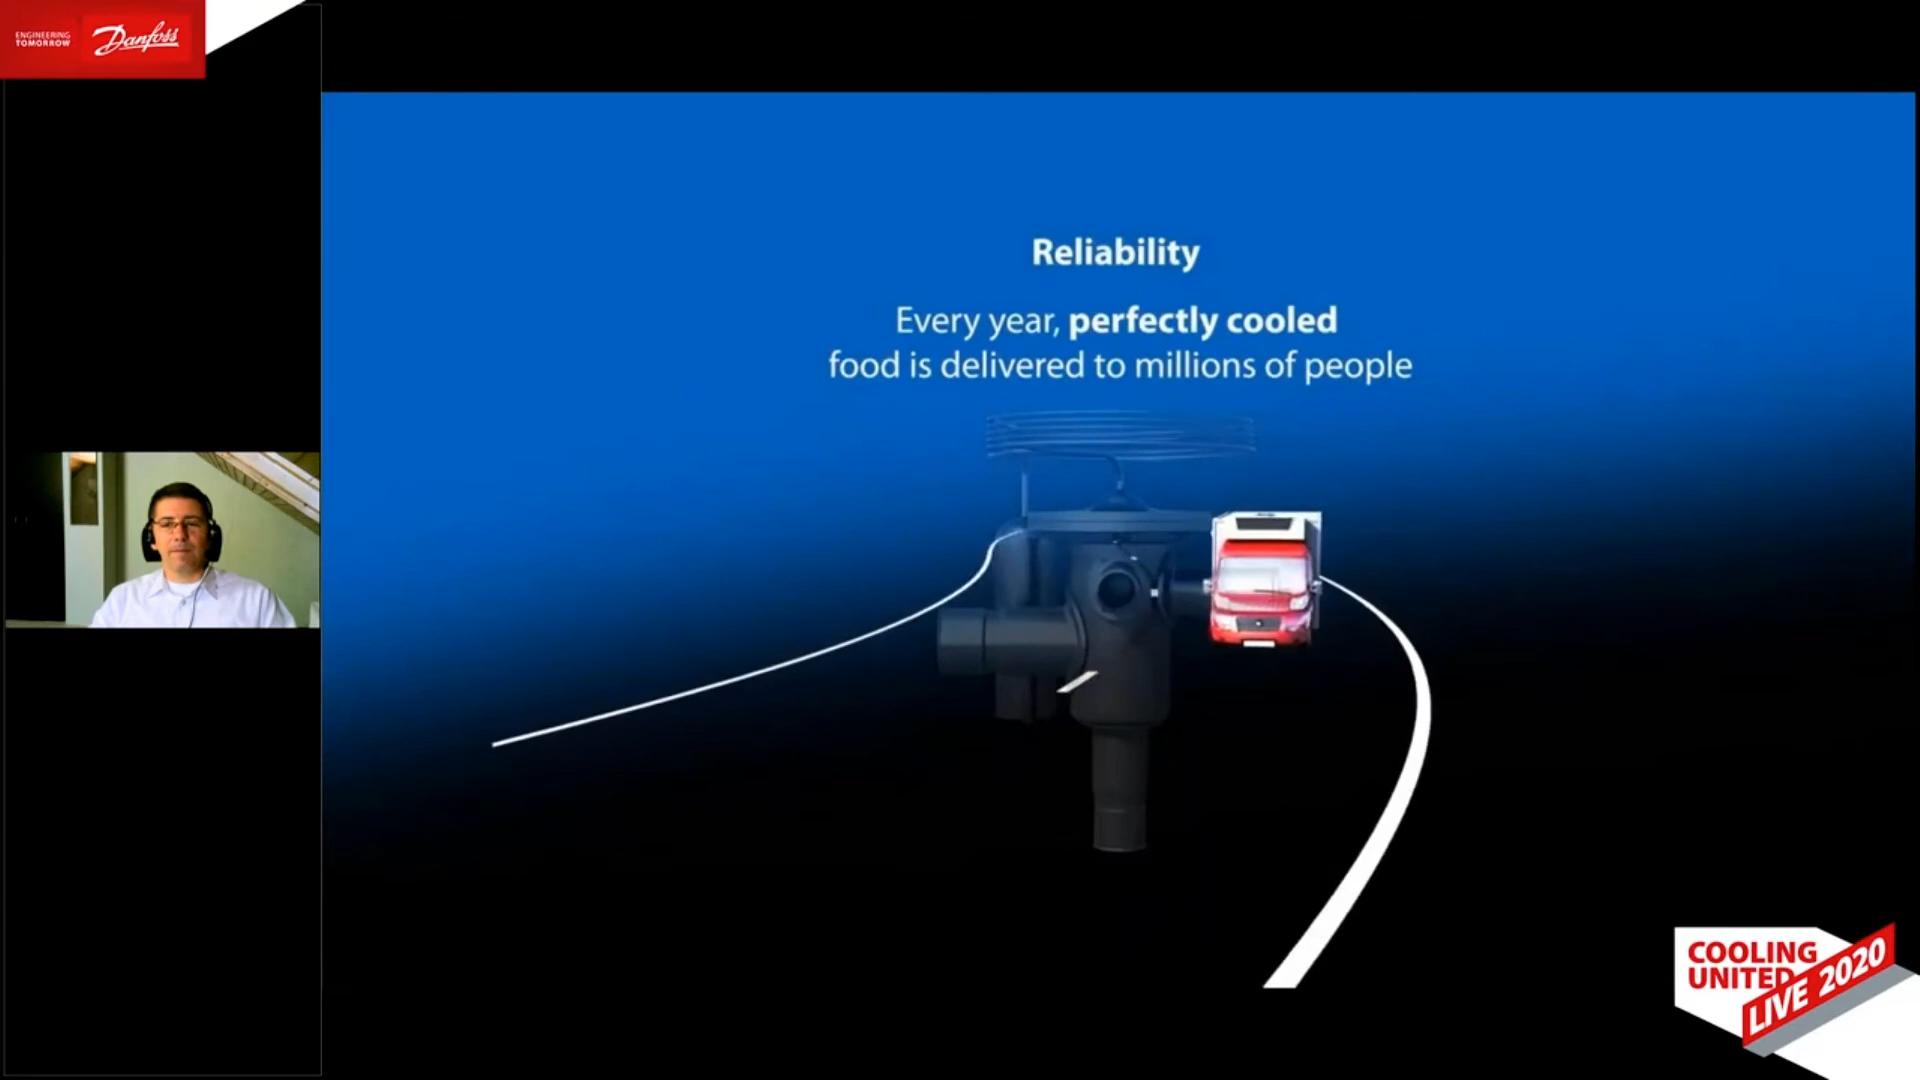 ENGINEERING
TOMORROW
Danfoss
Reliability
Every year, perfectly cooled
food is delivered to millions of people
COOLING
UNITED
LIVE 2020